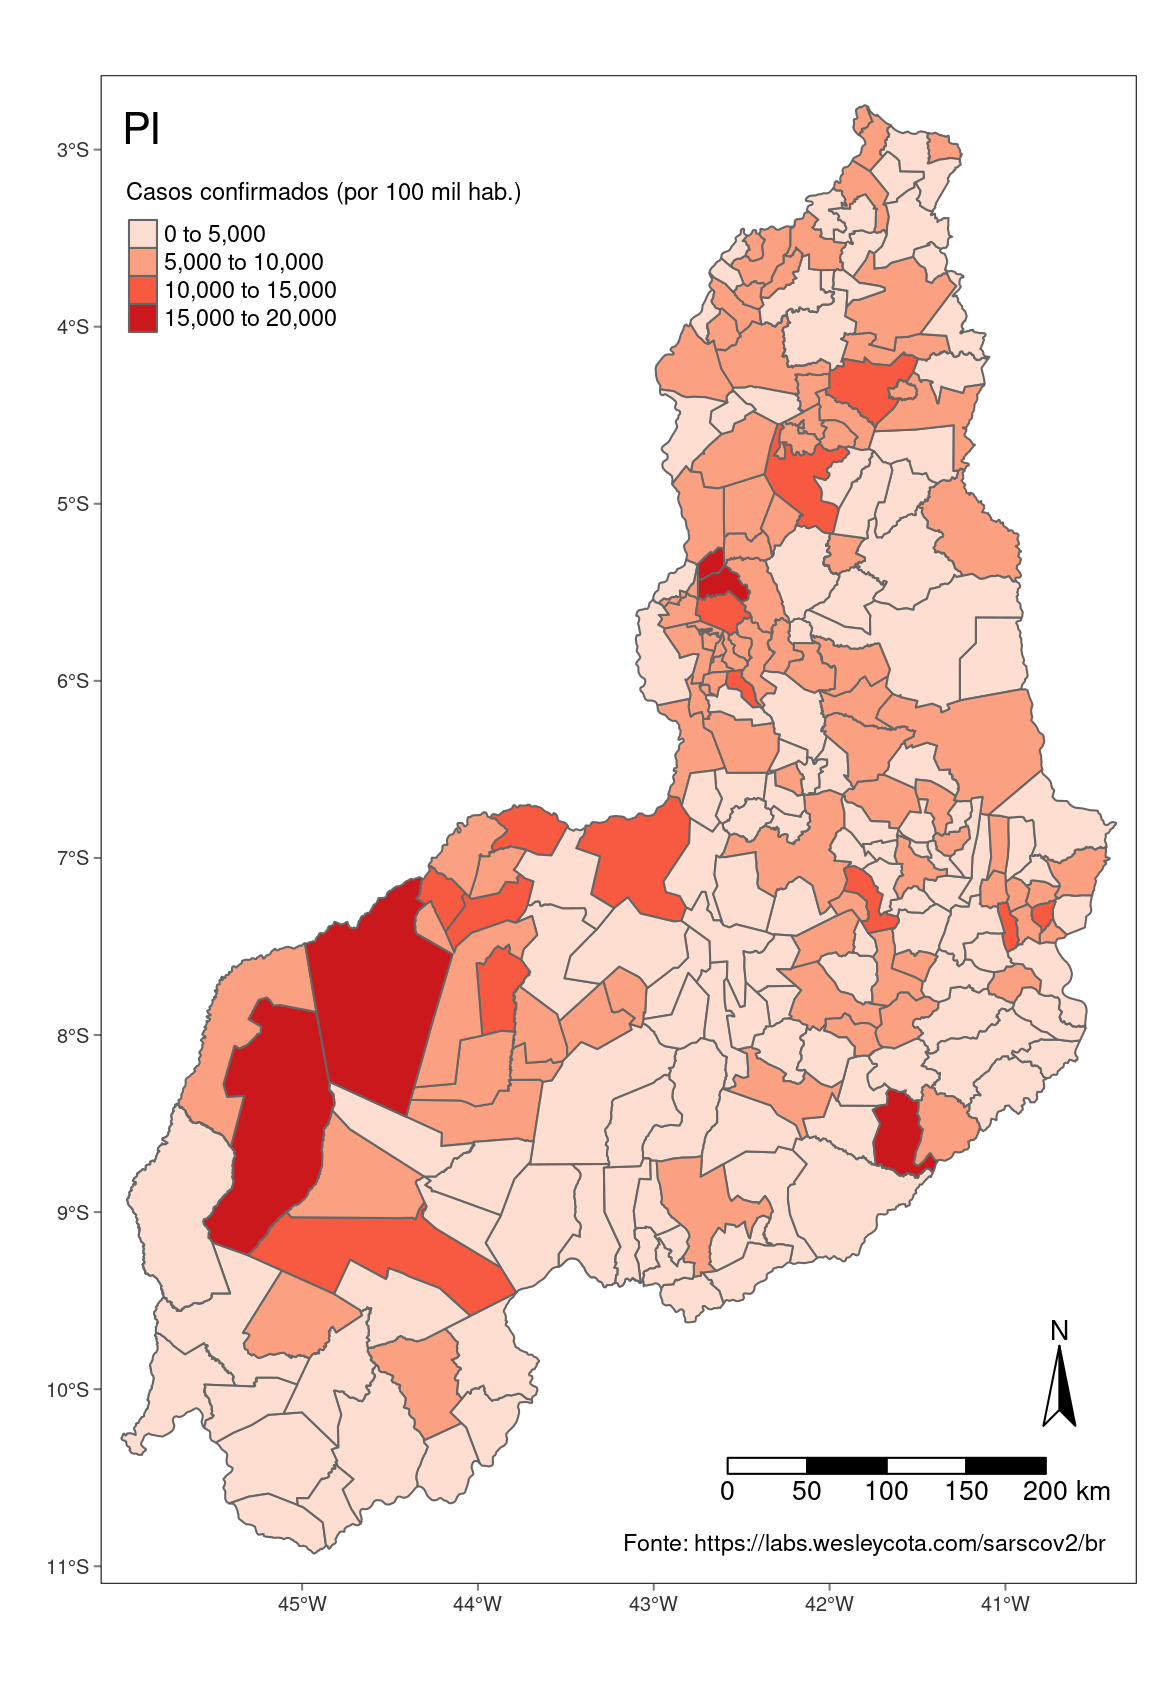 PI
Casos confirmados (por 100 mil hab.)
0 to 5,000
5,000 to 10,000
10,000 to 15,000
15,000 to 20,000
3°S
4°S
5°S
6°S
7°S
8°S
9°S
10°S
11°S
N
0 50 100 150 200 km
Fonte: https://labs.wesleycota.com/sarscov2/br
45°W 44°W 43°W 42°W 41°W